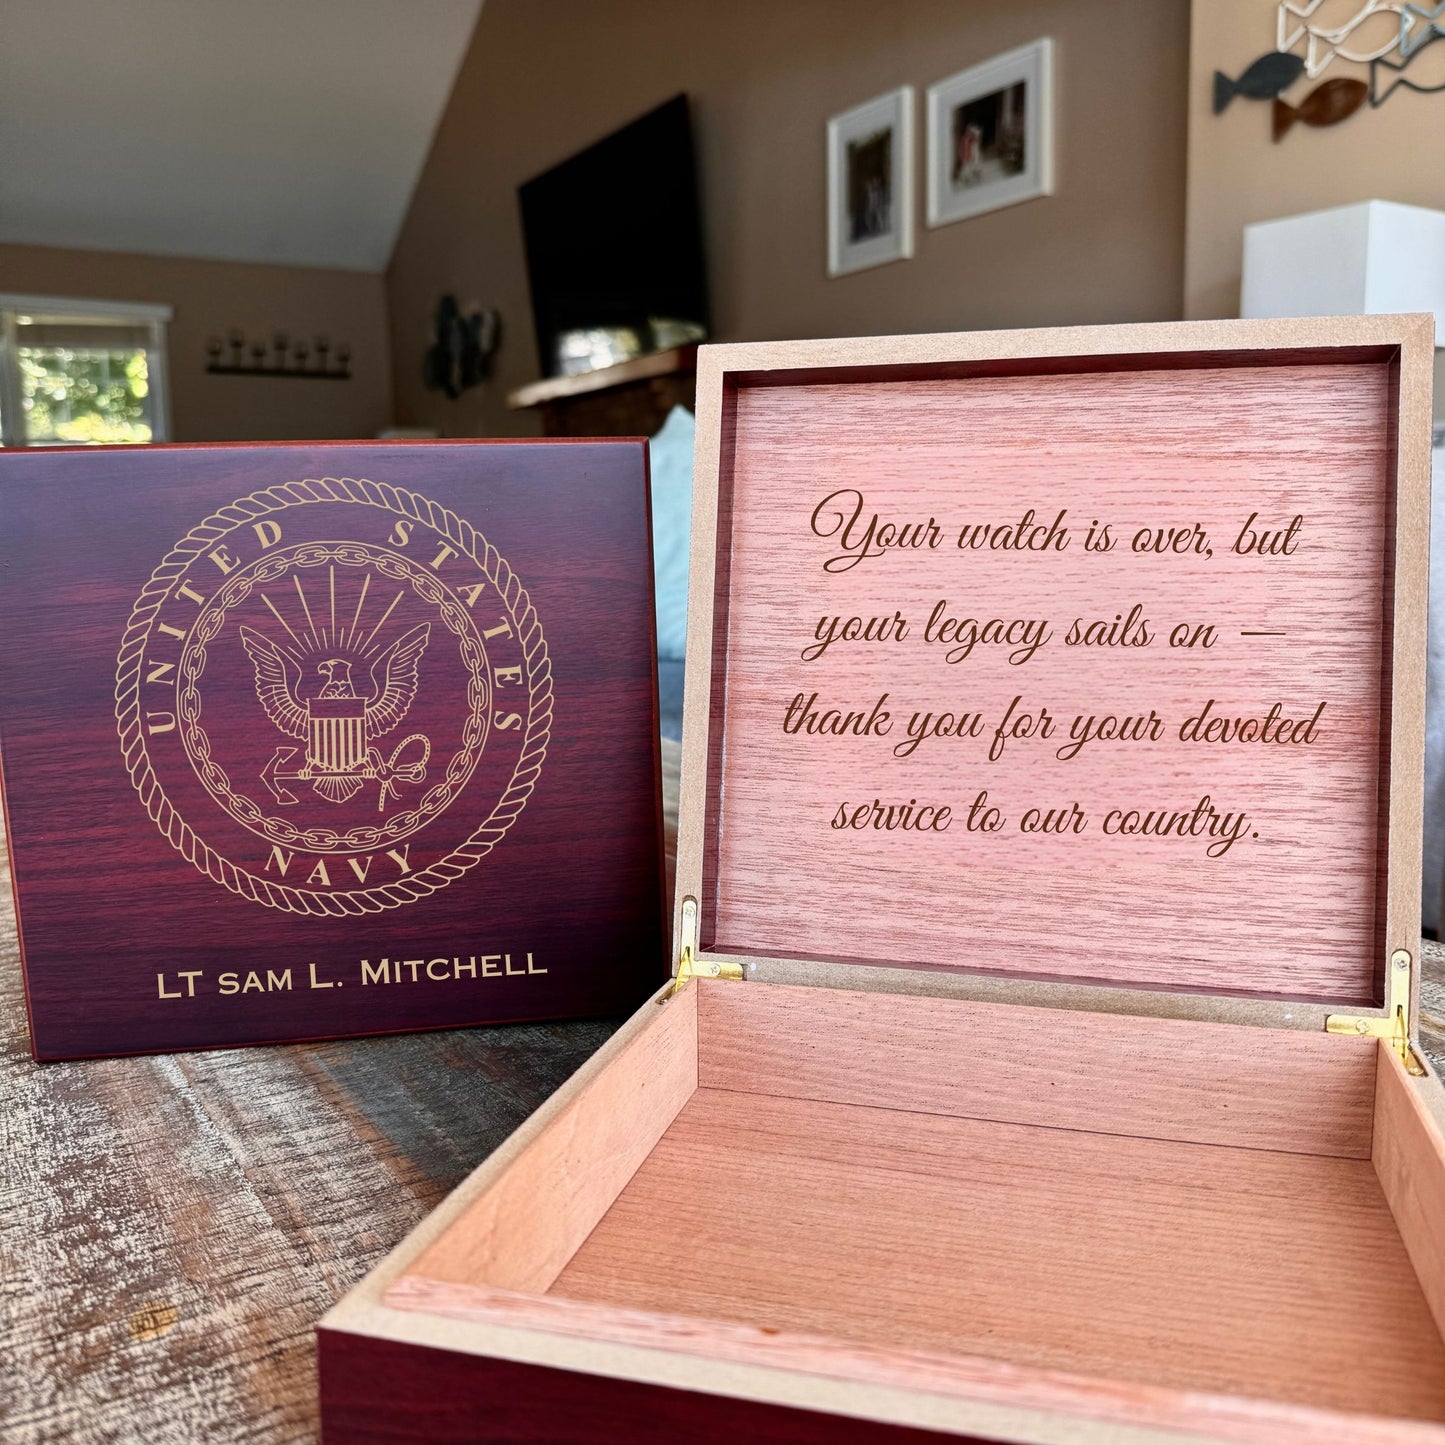 UNITED STATES
NAVY
LT SAM L. MITCHELL
Your watch is over, but
your legacy sails on —
thank you for your devoted
service to our country.